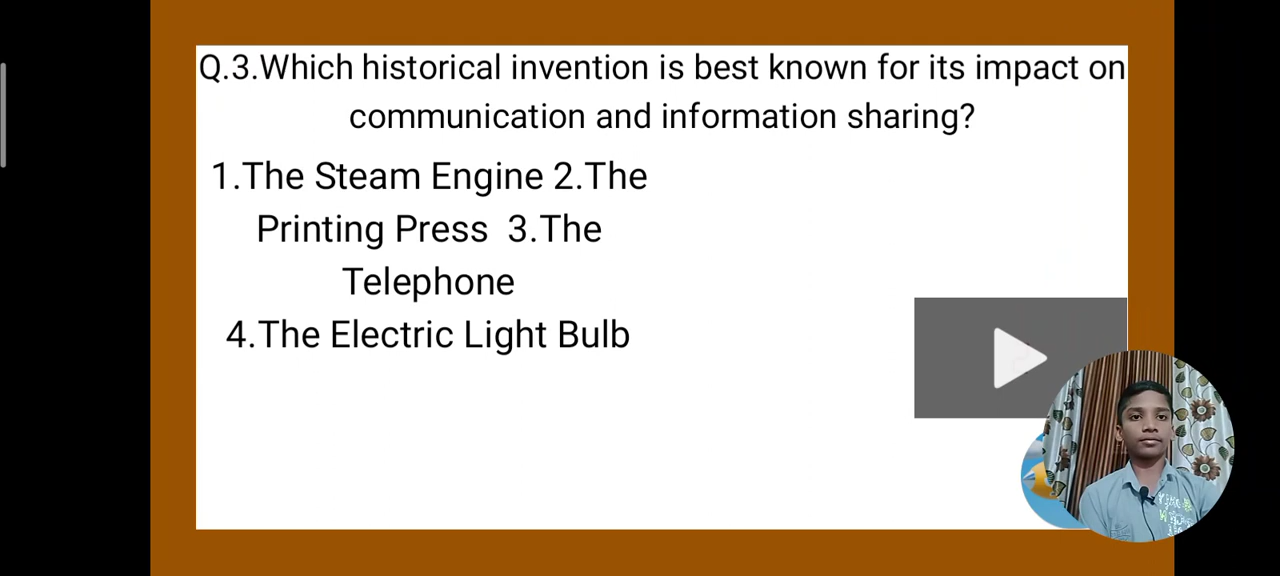 Q.3.Which historical invention is best known for its impact on
communication and information sharing?
1.The Steam Engine 2.The
Printing Press 3.The
Telephone
4.The Electric Light Bulb